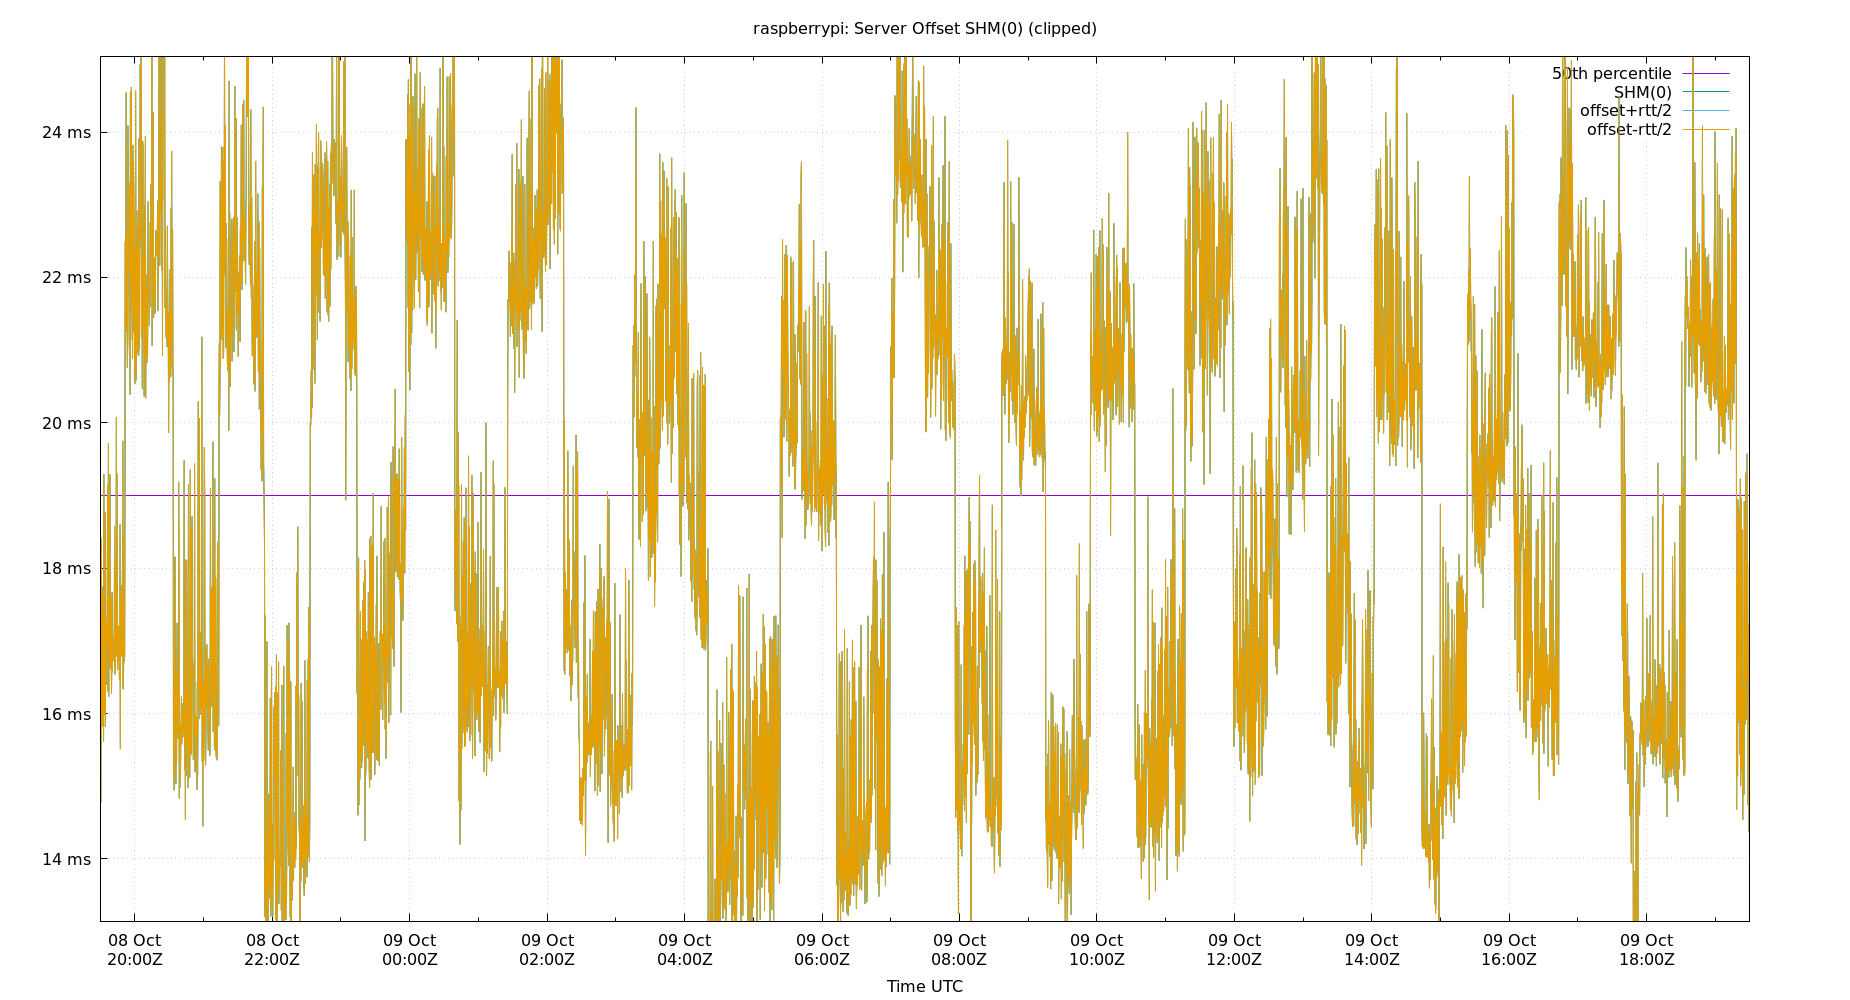 raspberrypi: Server Offset SHM(0) (clipped)
50th percentile
SHM(0)
offset+rtt/2
offset-rtt/2
24 ms
22 ms
20 ms
18 ms
16 ms
14 ms
08 Oct 08 Oct 09 Oct 09 Oct 09 Oct 09 Oct 09 Oct 09 Oct 09 Oct 09 Oct 09 Oct 09 Oct
20:00Z 22:00Z 00:00Z 02:00Z 04:00Z 06:00Z 08:00Z 10:00Z 12:00Z 14:00Z 16:00Z 18:00Z
Time UTC